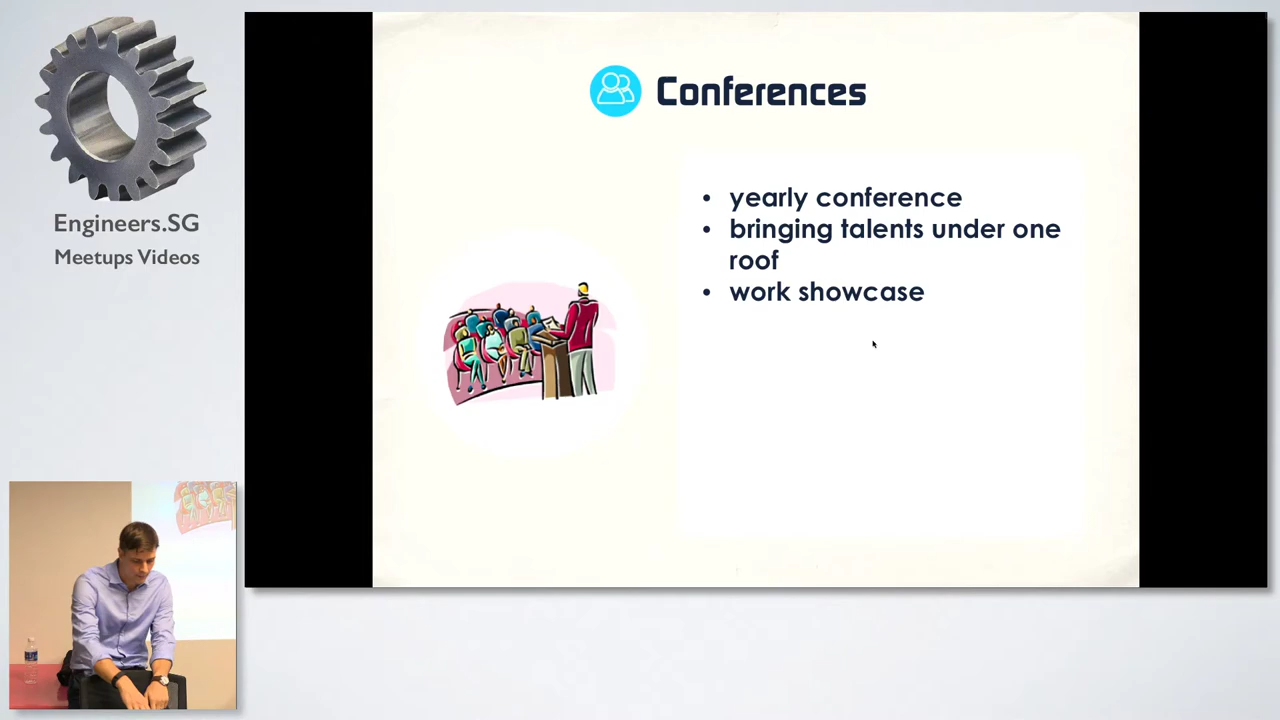 Engineers.SG
Meetups Videos
Conferences
• yearly conference
• bringing talents under one
roof
• work showcase